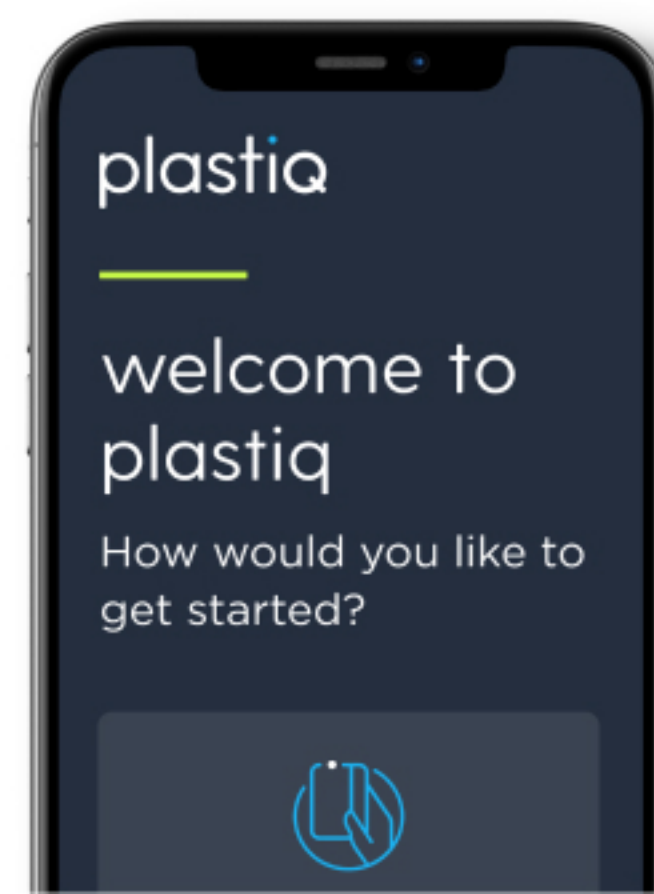 plastiq
welcome to
plastiq
How would you like to
get started?